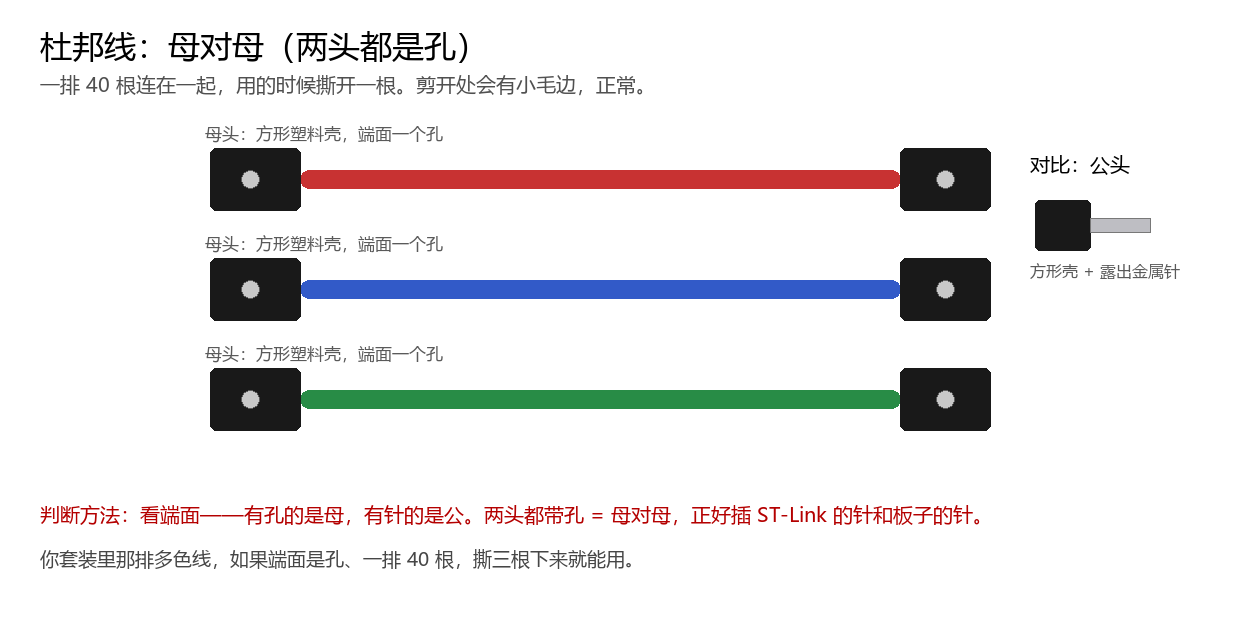 杜邦线：母对母（两头都是孔）
一排 40 根连在一起，用的时候撕开一根。剪开处会有小毛边，正常。
母头：方形塑料壳，端面一个孔
对比：公头
母头：方形塑料壳，端面一个孔
方形壳 + 露出金属针
母头：方形塑料壳，端面一个孔
判断方法：看端面——有孔的是母，有针的是公。两头都带孔 = 母对母，正好插 ST-Link 的针和板子的针。
你套装里那排多色线，如果端面是孔、一排 40 根，撕三根下来就能用。